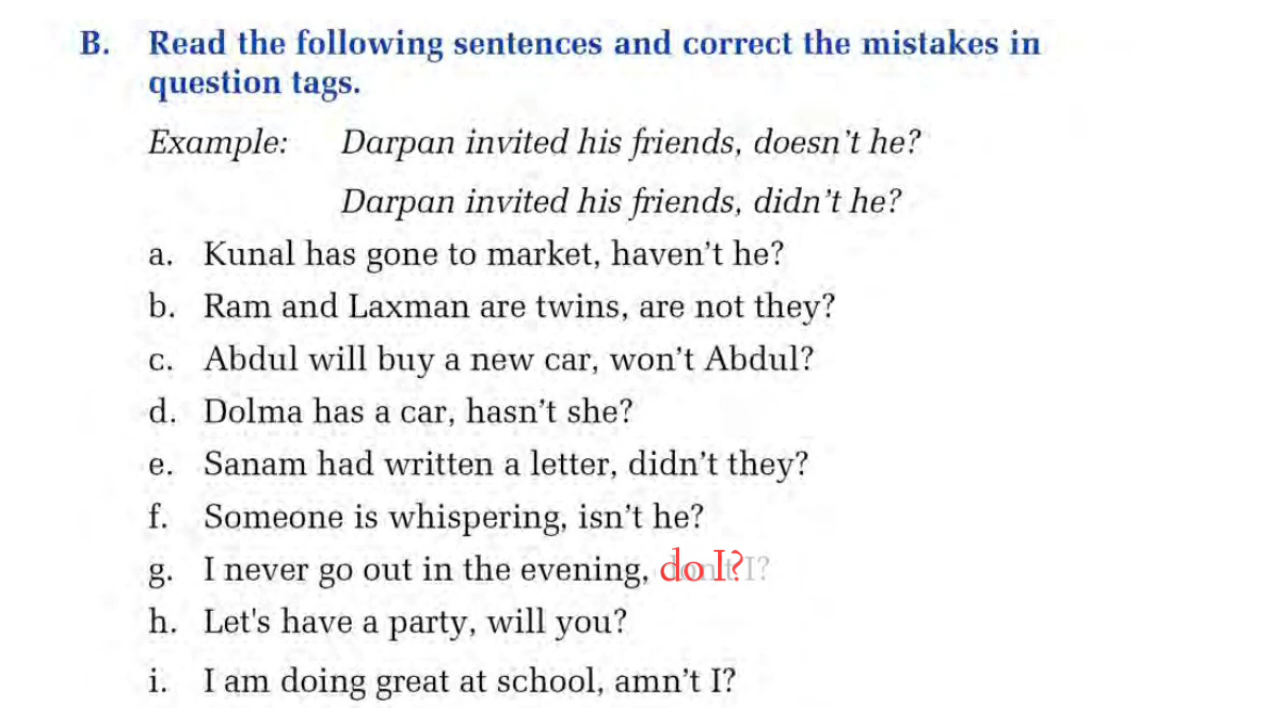 B. Read the following sentences and correct the mistakes in
question tags.
Example: Darpan invited his friends, doesn't he?
Darpan invited his friends, didn't he?
a. Kunal has gone to market, haven't he?
b. Ram and Laxman are twins, are not they?
c. Abdul will buy a new car, won't Abdul?
d. Dolma has a car, hasn't she?
e. Sanam had written a letter, didn't they?
f. Someone is whispering, isn't he?
g. I never go out in the evening, do I? I?
h. Let's have a party, will you?
i. I am doing great at school, amn't I?